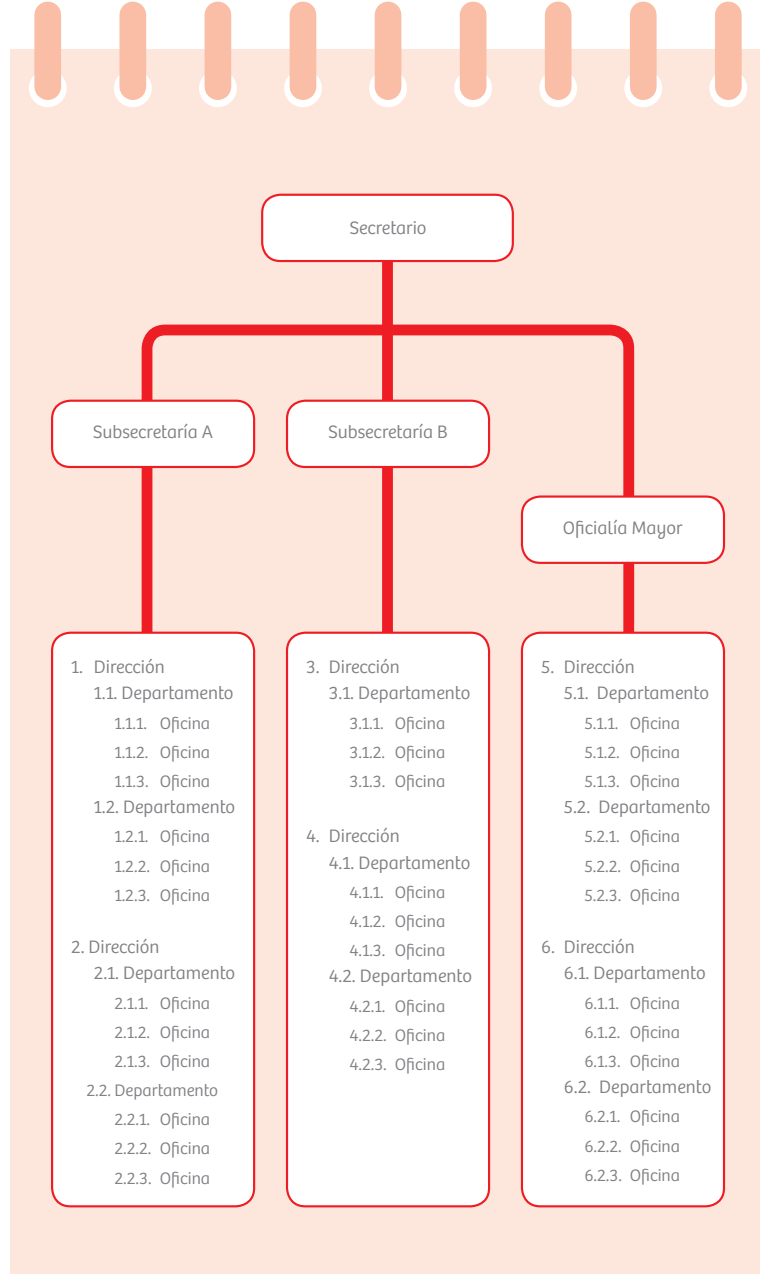 Secretario
Subsecretaría A
Subsecretaría B
Oficialía Mayor
1. Dirección
1.1. Departamento
1.1.1. Oficina
1.1.2. Oficina
1.1.3. Oficina
1.2. Departamento
1.2.1. Oficina
1.2.2. Oficina
1.2.3. Oficina
2. Dirección
2.1. Departamento
2.1.1. Oficina
2.1.2. Oficina
2.1.3. Oficina
2.2. Departamento
2.2.1. Oficina
2.2.2. Oficina
2.2.3. Oficina
3. Dirección
3.1. Departamento
3.1.1. Oficina
3.1.2. Oficina
3.1.3. Oficina
4. Dirección
4.1. Departamento
4.1.1. Oficina
4.1.2. Oficina
4.1.3. Oficina
4.2. Departamento
4.2.1. Oficina
4.2.2. Oficina
4.2.3. Oficina
5. Dirección
5.1. Departamento
5.1.1. Oficina
5.1.2. Oficina
5.1.3. Oficina
5.2. Departamento
5.2.1. Oficina
5.2.2. Oficina
5.2.3. Oficina
6. Dirección
6.1. Departamento
6.1.1. Oficina
6.1.2. Oficina
6.1.3. Oficina
6.2. Departamento
6.2.1. Oficina
6.2.2. Oficina
6.2.3. Oficina